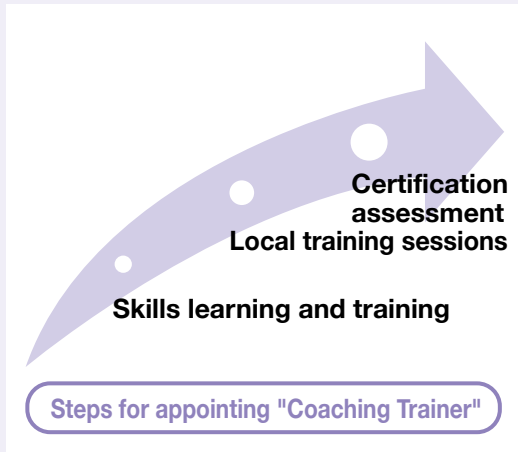 Certification
assessment
Local training sessions
Skills learning and training
Steps for appointing "Coaching Trainer"